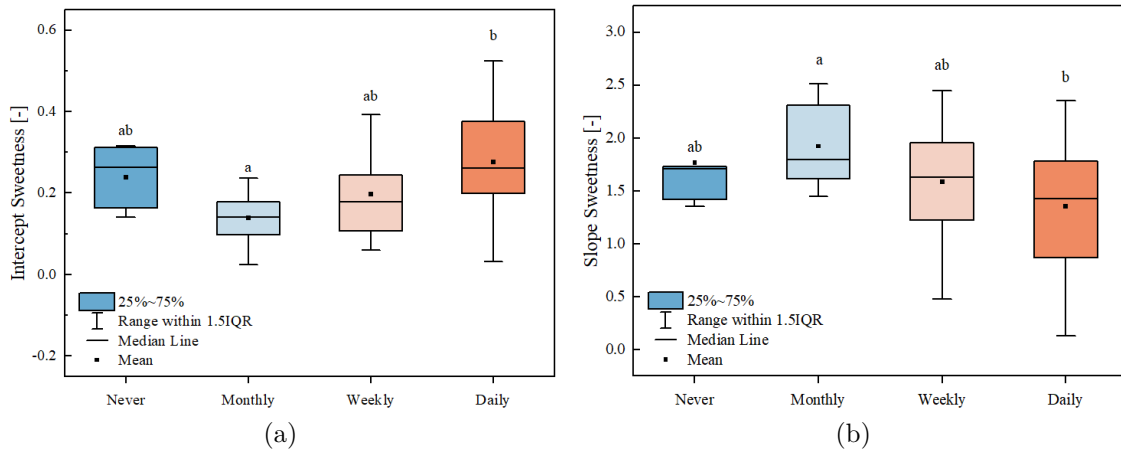 0.6
0.4
0.2
0.0
-0.2
Intercept Sweetness [-]
ab
a
ab
b
25%~75%
Range within 1.5IQR
Median Line
Mean
Never
Monthly
Weekly
Daily
(a)
3.0
2.5
2.0
1.5
1.0
0.5
0.0
Slope Sweetness [-]
ab
a
ab
b
25%~75%
Range within 1.5IQR
Median Line
Mean
Never
Monthly
Weekly
Daily
(b)